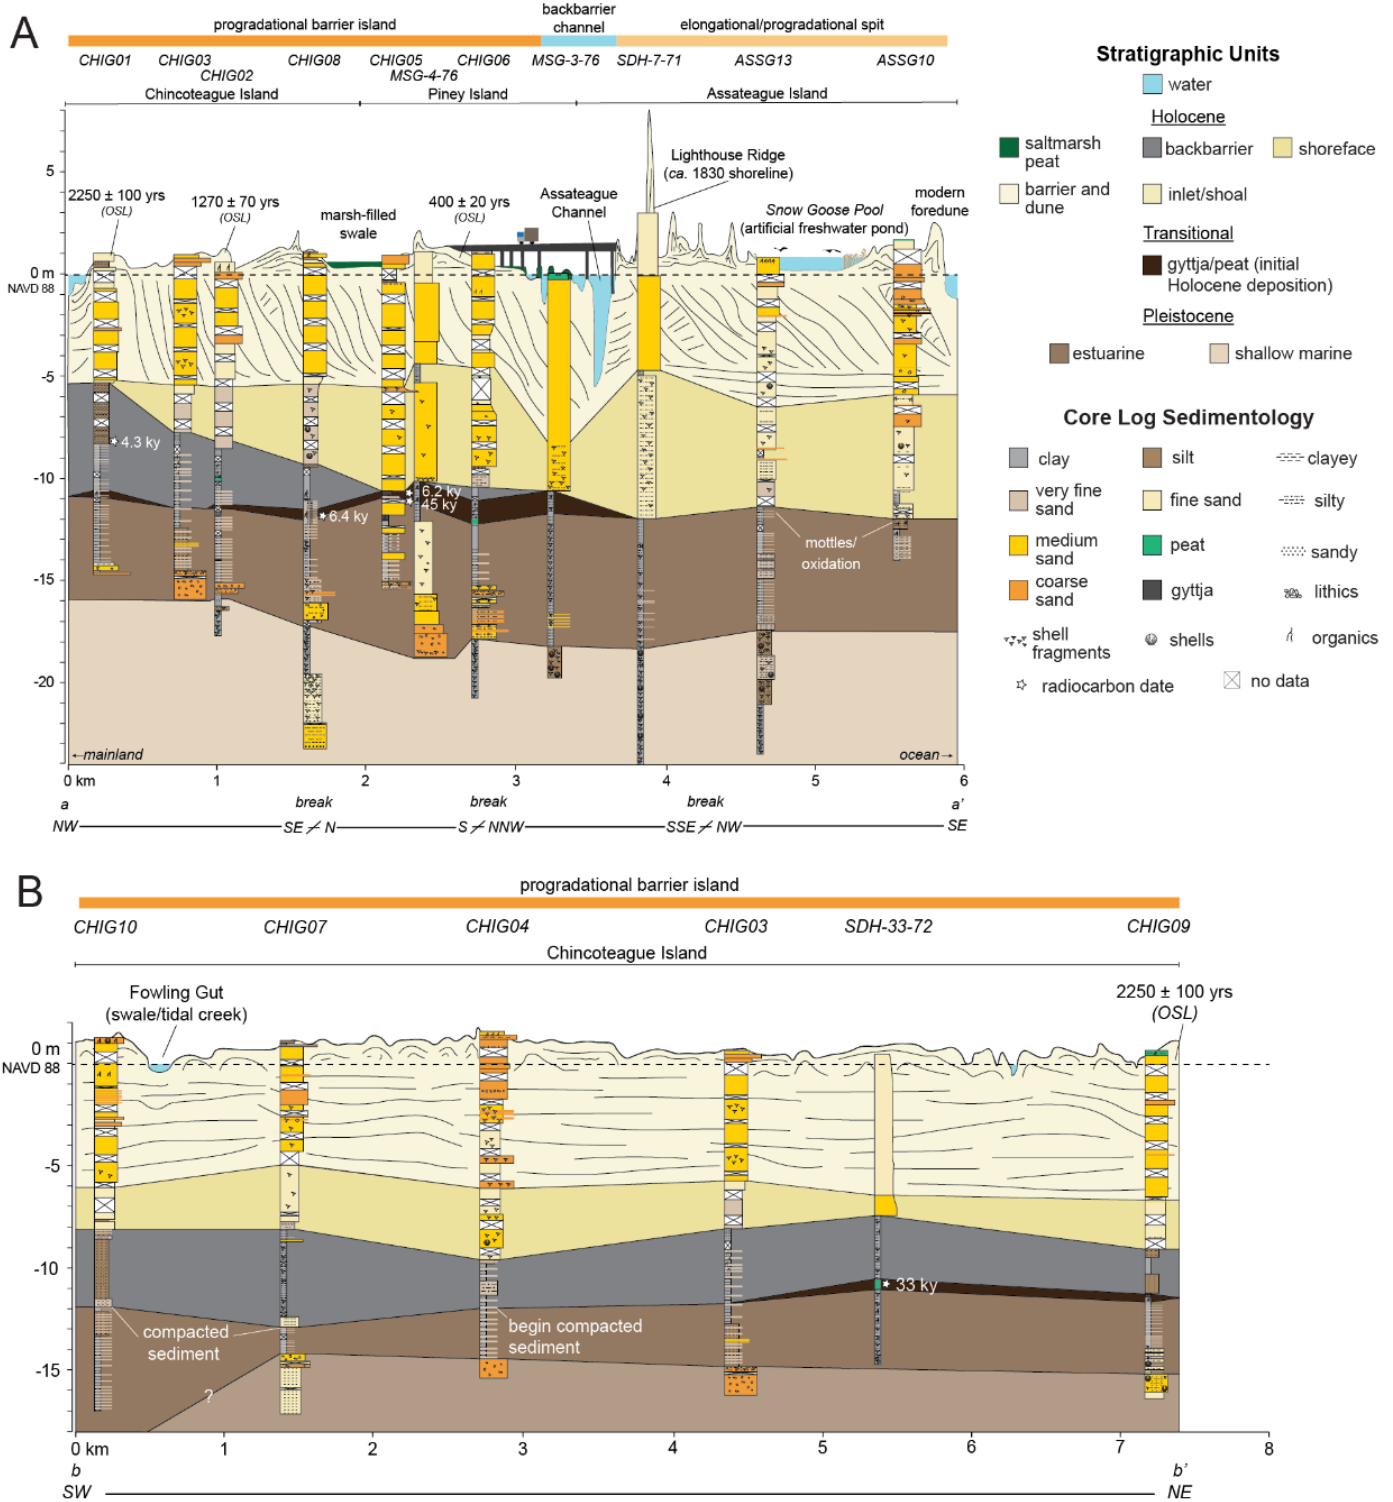 A
progradational barrier island
backbarrier
channel
elongational/progradational spit
CHIG01
CHIG03
CHIG02
CHIG08
CHIG05
MSG-4-76
CHIG06
MSG-3-76
SDH-7-71
ASSG13
ASSG10
Chincoteague Island
Piney Island
Assateague Island
5
0 m
NAVD 88
-5
-10
-15
-20
2250 ± 100 yrs
(OSL)
1270 ± 70 yrs
(OSL)
marsh-filled
swale
400 ± 20 yrs
(OSL)
Assateague
Channel
Lighthouse Ridge
(ca. 1830 shoreline)
Snow Goose Pool
(artificial freshwater pond)
modern
foredune
4.3 ky
6.4 ky
6.2 ky
45 ky
mottles/
oxidation
←mainland
ocean→
0 km
1
2
3
4
5
6
a
break
break
break
a'
NW
SE
N
S
NNW
SSE
NW
SE
Stratigraphic Units
water
Holocene
saltmarsh
peat
backbarrier
shoreface
barrier and
dune
inlet/shoal
Transitional
gyttja/peat (initial
Holocene deposition)
Pleistocene
estuarine
shallow marine
Core Log Sedimentology
clay
silt
clayey
very fine
sand
fine sand
silty
medium
sand
peat
sandy
coarse
sand
gyttja
lithics
shell
fragments
shells
organics
radiocarbon date
no data
B
progradational barrier island
CHIG10
CHIG07
CHIG04
CHIG03
SDH-33-72
CHIG09
Chincoteague Island
Fowling Gut
(swale/tidal creek)
2250 ± 100 yrs
(OSL)
0 m
NAVD 88
-5
-10
-15
33 ky
compacted
sediment
begin compacted
sediment
?
0 km
1
2
3
4
5
6
7
8
b
b'
SW
NE